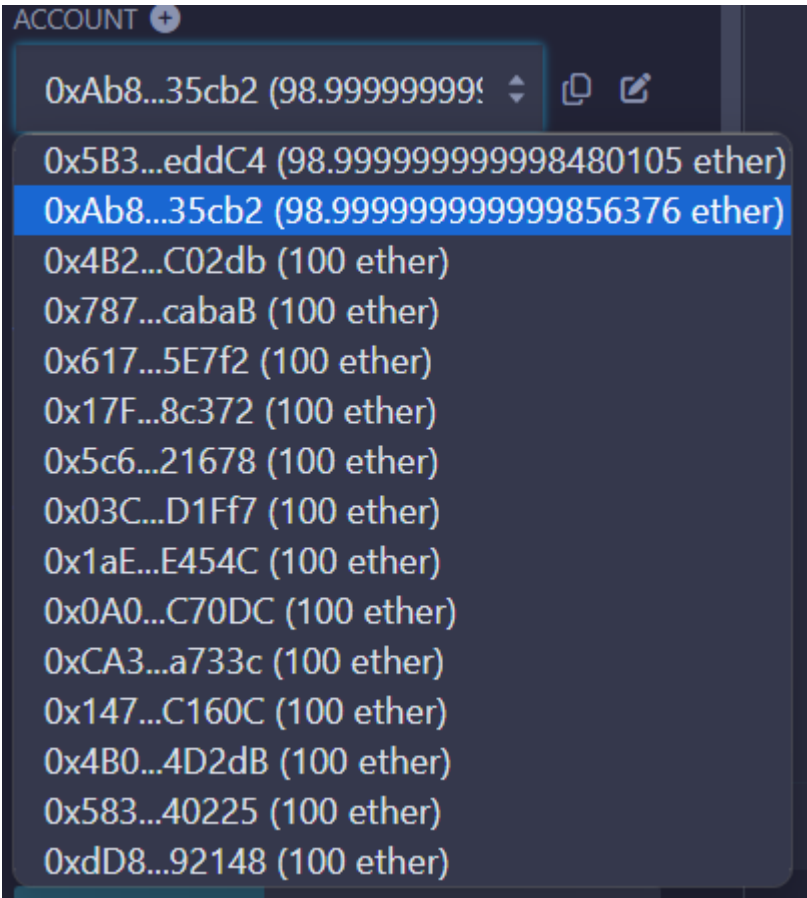 ACCOUNT
0xAb8...35cb2 (98.99999999
0x5B3...eddC4 (98.999999999998480105 ether)
0xAb8...35cb2 (98.999999999999856376 ether)
0x4B2...C02db (100 ether)
0x787...cabaB (100 ether)
0x617...5E7f2 (100 ether)
0x17F...8c372 (100 ether)
0x5c6...21678 (100 ether)
0x03C...D1Ff7 (100 ether)
0x1aE...E454C (100 ether)
0x0A0...C70DC (100 ether)
0xCA3...a733c (100 ether)
0x147...C160C (100 ether)
0x4B0...4D2dB (100 ether)
0x583...40225 (100 ether)
0xdD8...92148 (100 ether)